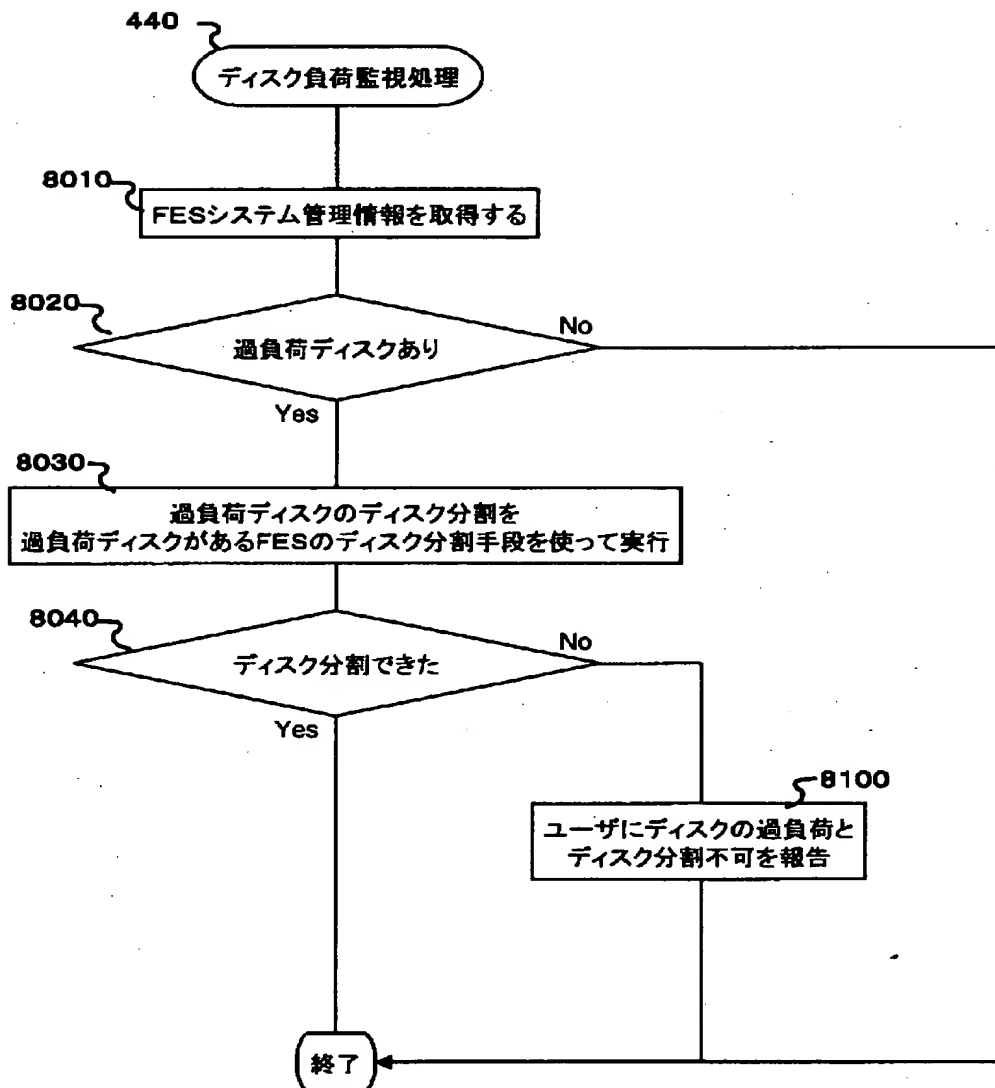 440
ディスク負荷監視処理
8010
FESシステム管理情報を取得する
8020
過負荷ディスクあり
No
Yes
8030
過負荷ディスクのディスク分割を
過負荷ディスクがあるFESのディスク分割手段を使って実行
8040
ディスク分割できた
No
Yes
8100
ユーザにディスクの過負荷と
ディスク分割不可を報告
終了